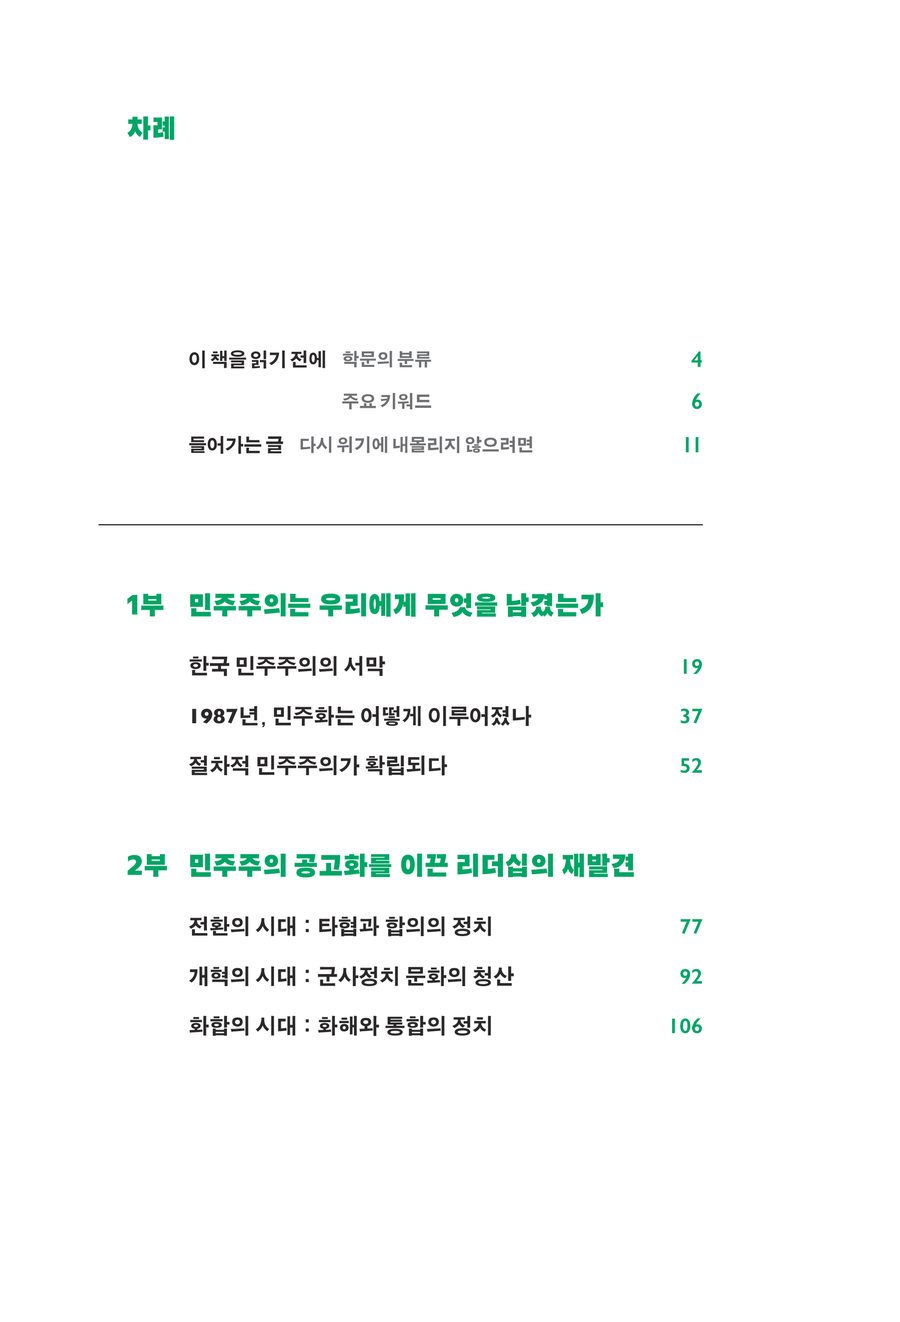 차례
이 책을 읽기 전에 학문의 분류 4
주요 키워드 6
들어가는 글 다시 위기에 내몰리지 않으려면 11
1부 민주주의는 우리에게 무엇을 남겼는가
한국 민주주의의 서막 19
1987년, 민주화는 어떻게 이루어졌나 37
절차적 민주주의가 확립되다 52
2부 민주주의 공고화를 이끈 리더십의 재발견
전환의 시대 : 타협과 합의의 정치 77
개혁의 시대 : 군사정치 문화의 청산 92
화합의 시대 : 화해와 통합의 정치 106